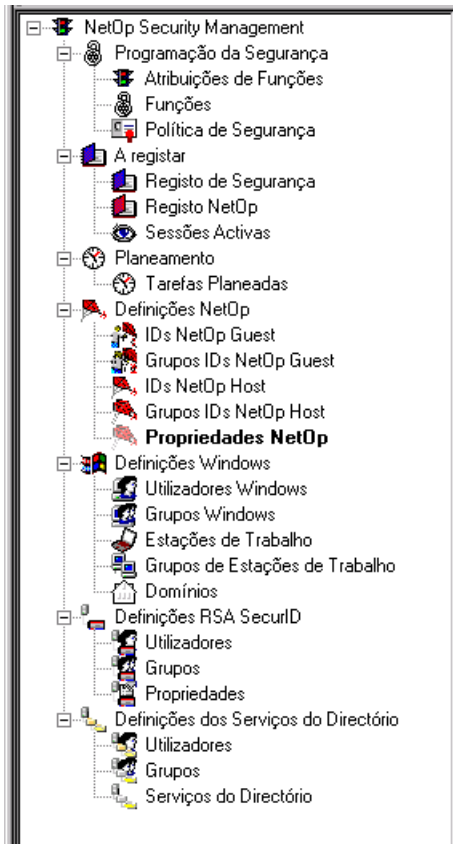 NetOp Security Management
Programação da Segurança
Atribuições de Funções
Funções
Política de Segurança
A registar
Registo de Segurança
Registo NetOp
Sessões Activas
Planeamento
Tarefas Planeadas
Definições NetOp
IDs NetOp Guest
Grupos IDs NetOp Guest
IDs NetOp Host
Grupos IDs NetOp Host
Propriedades NetOp
Definições Windows
Utilizadores Windows
Grupos Windows
Estações de Trabalho
Grupos de Estações de Trabalho
Domínios
Definições RSA SecurID
Utilizadores
Grupos
Propriedades
Definições dos Serviços do Directório
Utilizadores
Grupos
Serviços do Directório